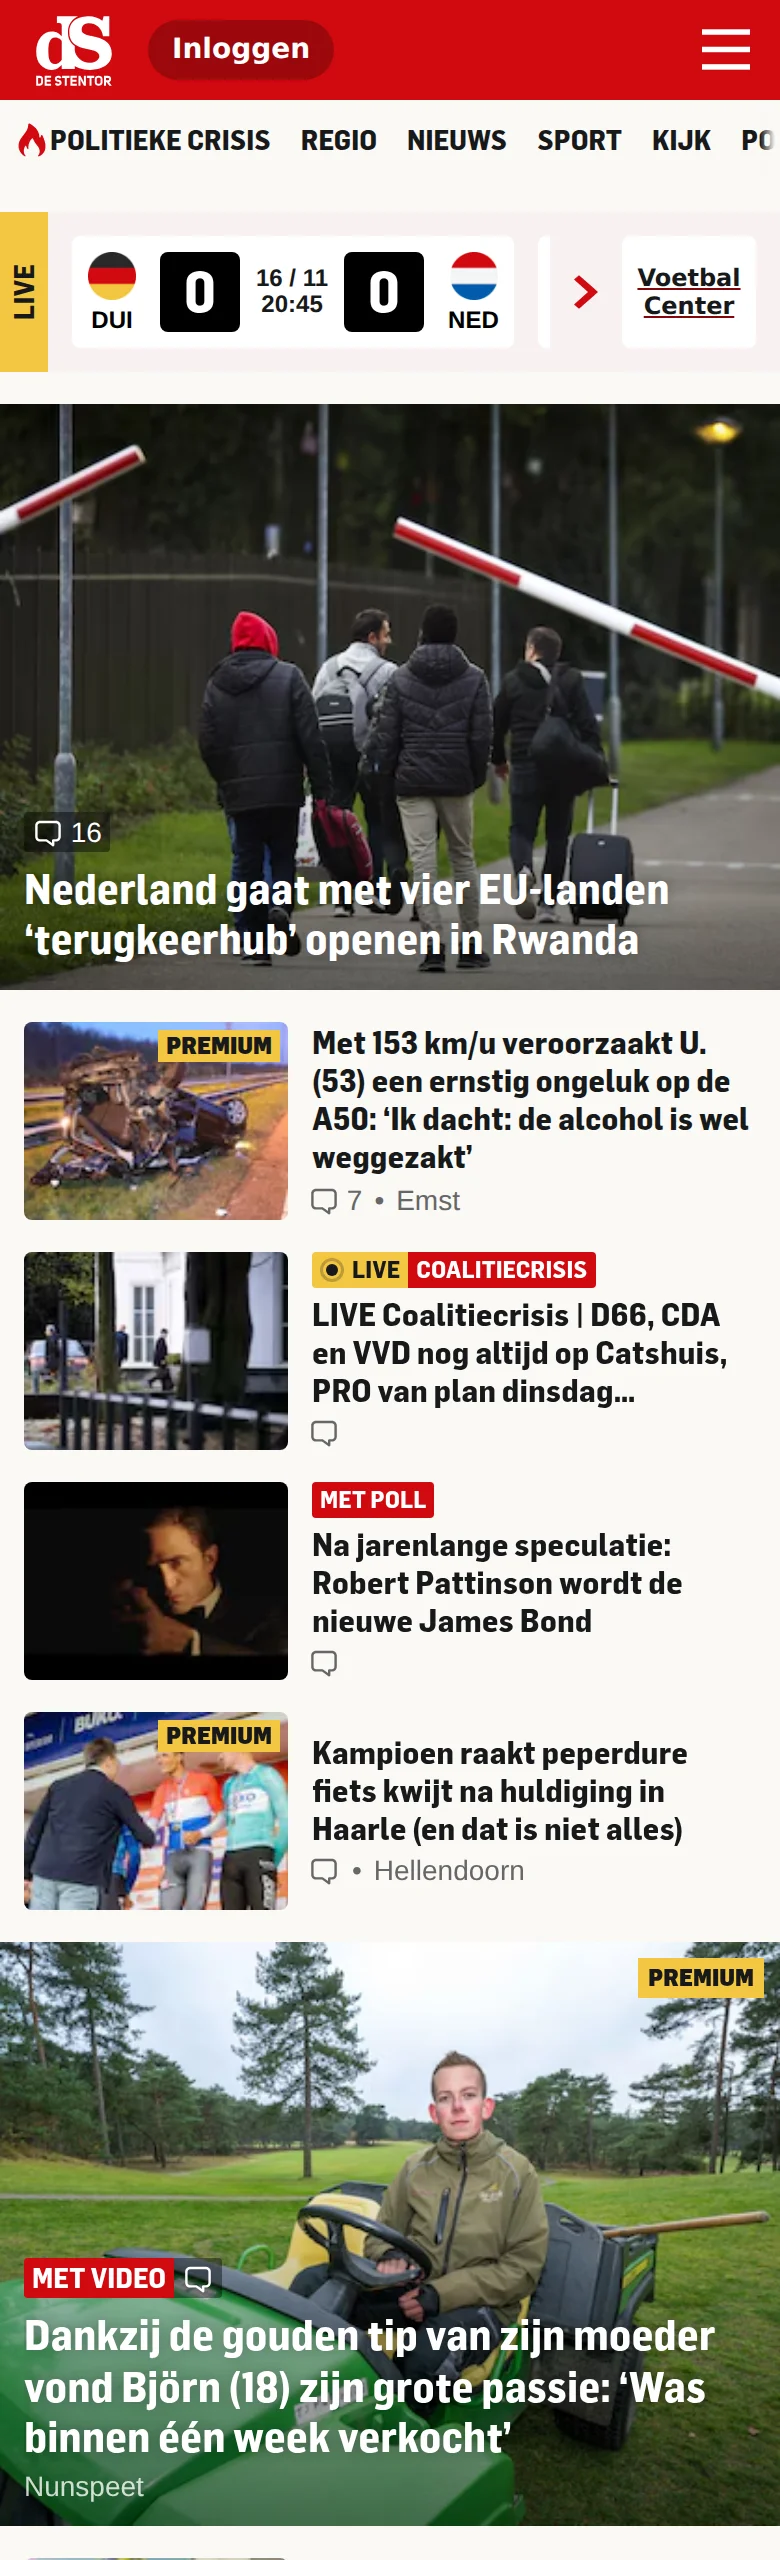 dS
DE STENTOR
Inloggen
POLITIEKE CRISIS REGIO NIEUWS SPORT KIJK PO
LIVE
DUI
0
16 / 11
20:45
0
NED
Voetbal
Center
16
Nederland gaat met vier EU-landen
‘terugkeerhub’ openen in Rwanda
PREMIUM
Met 153 km/u veroorzaakt U.
(53) een ernstig ongeluk op de
A50: ‘Ik dacht: de alcohol is wel
weggezakt’
7 • Emst
LIVE COALITIECRISIS
LIVE Coalitiecrisis | D66, CDA
en VVD nog altijd op Catshuis,
PRO van plan dinsdag...
MET POLL
Na jarenlange speculatie:
Robert Pattinson wordt de
nieuwe James Bond
PREMIUM
Kampioen raakt peperdure
fiets kwijt na huldiging in
Haarle (en dat is niet alles)
• Hellendoorn
PREMIUM
MET VIDEO
Dankzij de gouden tip van zijn moeder
vond Björn (18) zijn grote passie: ‘Was
binnen één week verkocht’
Nunspeet